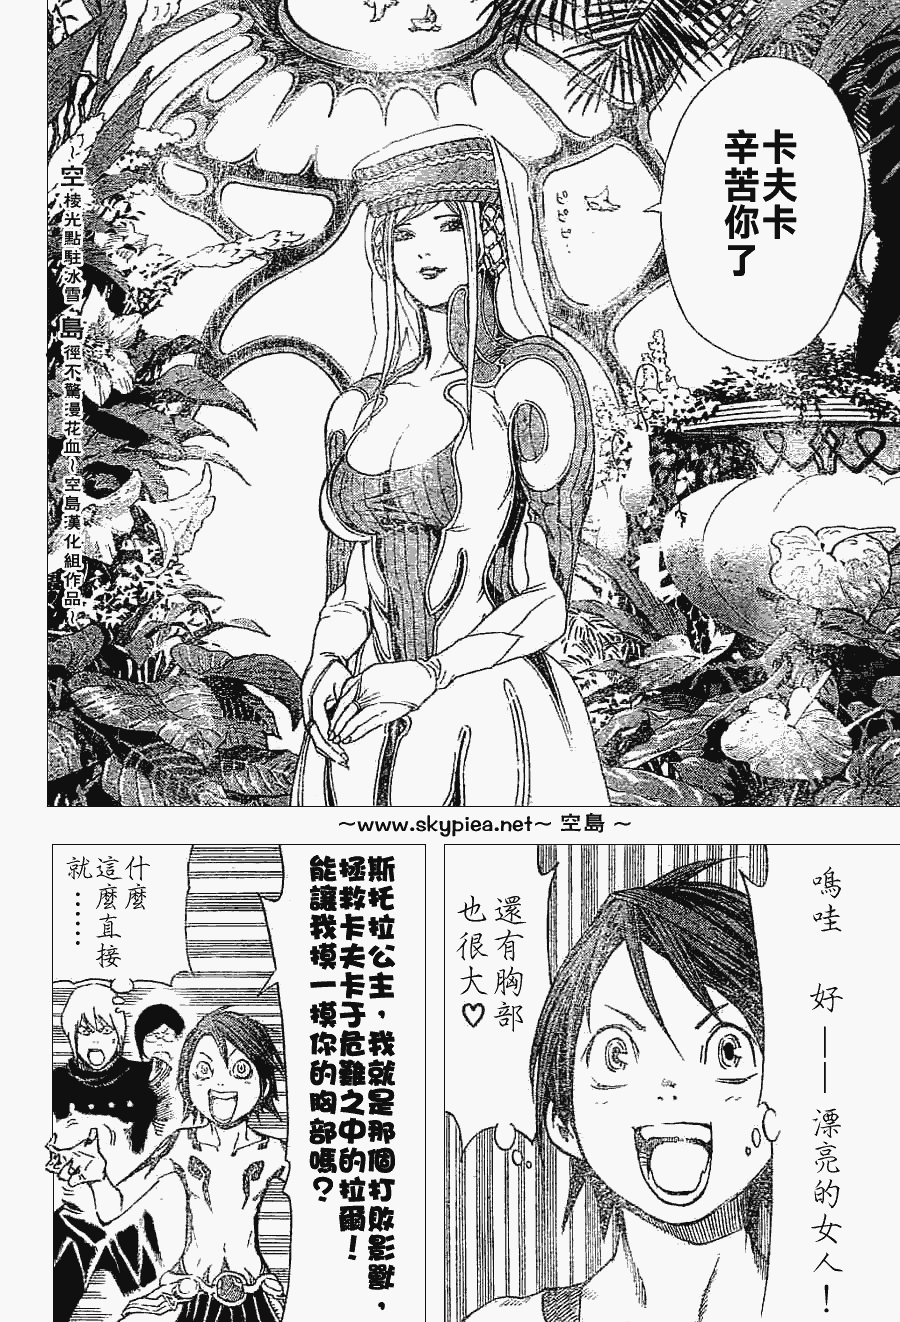 卡夫卡
辛苦你了
ピピピ…
～空棱光點駐冰雪 島徑不驚漫花血～空島漢化組作品～
～www.skypiea.net～ 空島 ～
嗚哇 好——漂亮的女人！
還有胸部
也很大♡
斯托拉公主，我就是那個打敗影獸，
拯救卡夫卡于危難之中的拉爾！
能讓我摸一摸你的胸部嗎？
什麼
這麼直接
就……